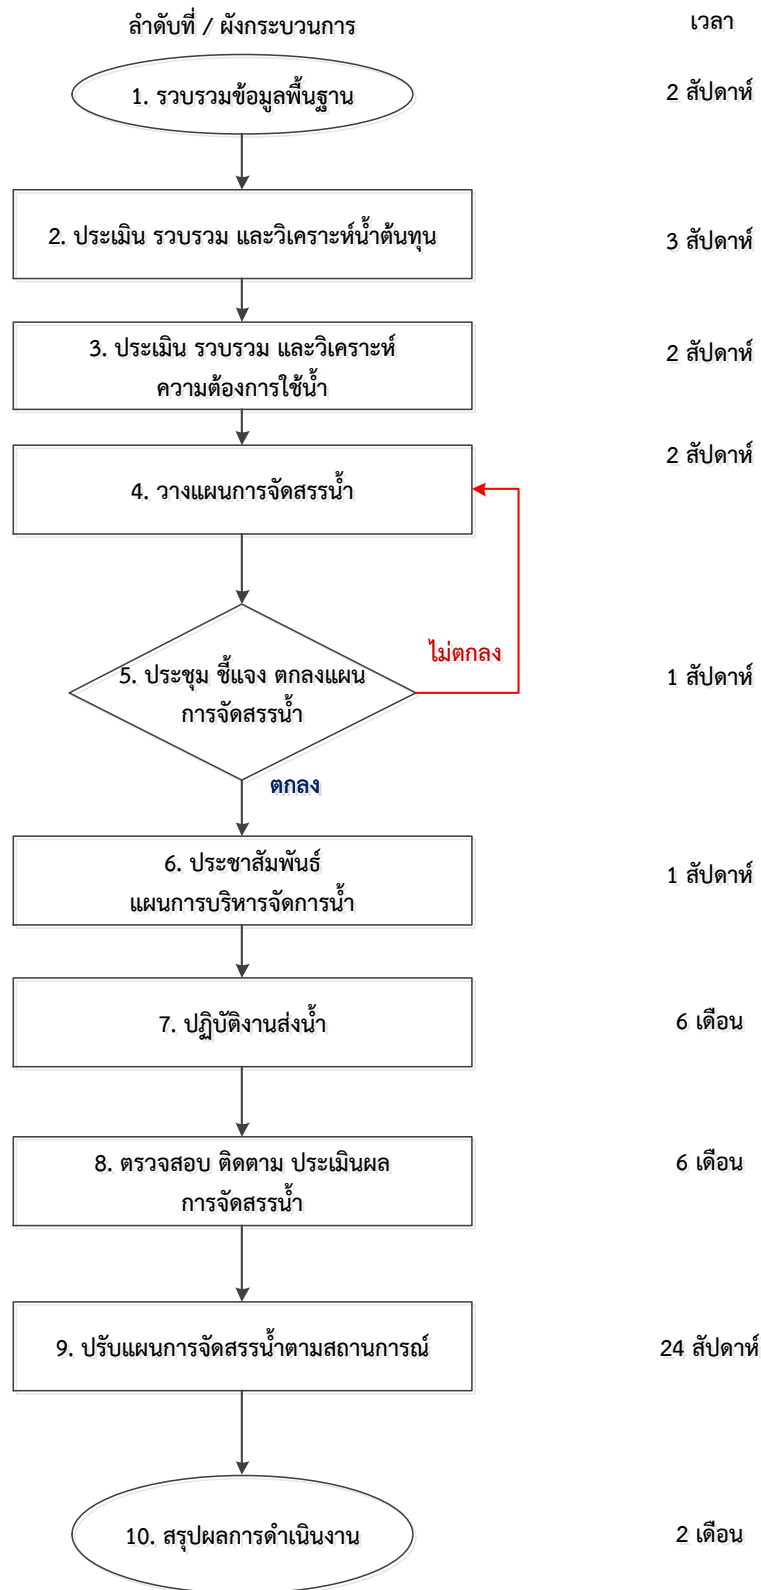 ลำดับที่ / ผังกระบวนการ
เวลา
1. รวบรวมข้อมูลพื้นฐาน
2 สัปดาห์
2. ประเมิน รวบรวม และวิเคราะห์น้ำต้นทุน
3 สัปดาห์
3. ประเมิน รวบรวม และวิเคราะห์
ความต้องการใช้น้ำ
2 สัปดาห์
4. วางแผนการจัดสรรน้ำ
2 สัปดาห์
ไม่ตกลง
5. ประชุม ชี้แจง ตกลงแผน
การจัดสรรน้ำ
1 สัปดาห์
ตกลง
6. ประชาสัมพันธ์
แผนการบริหารจัดการน้ำ
1 สัปดาห์
7. ปฏิบัติงานส่งน้ำ
6 เดือน
8. ตรวจสอบ ติดตาม ประเมินผล
การจัดสรรน้ำ
6 เดือน
9. ปรับแผนการจัดสรรน้ำตามสถานการณ์
24 สัปดาห์
10. สรุปผลการดำเนินงาน
2 เดือน